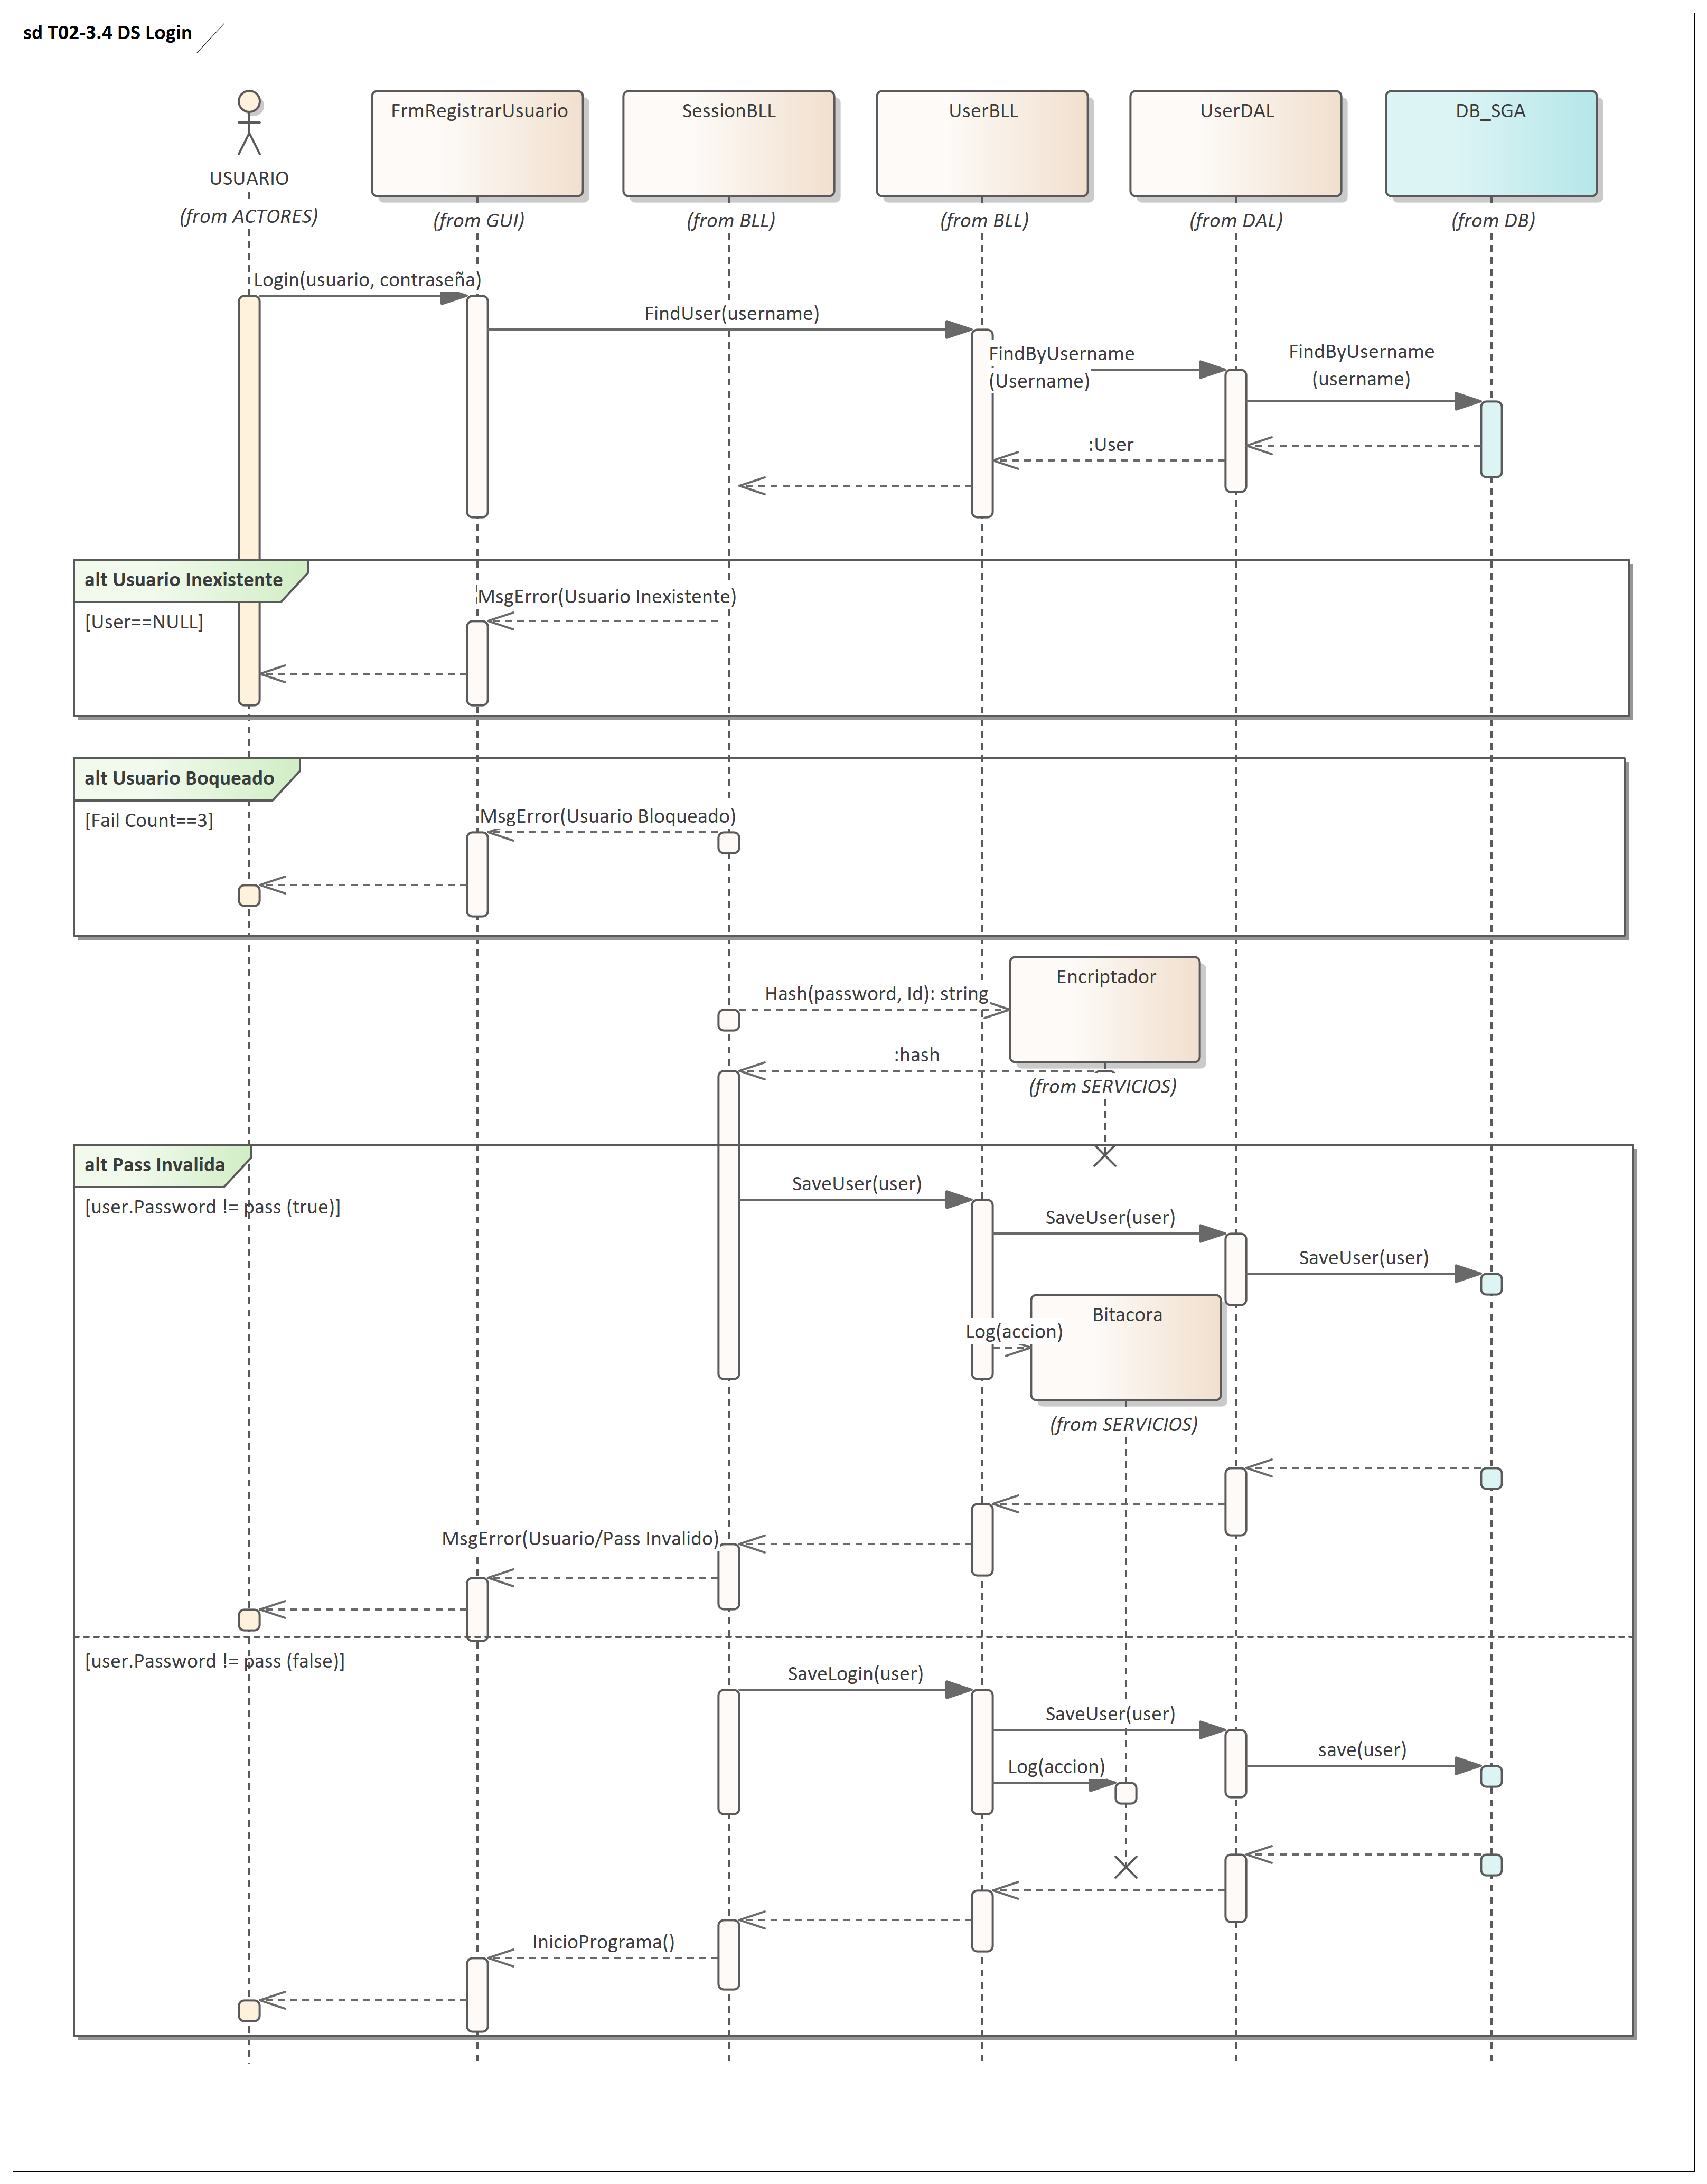 sd T02-3.4 DS Login
USUARIO
(from ACTORES)
FrmRegistrarUsuario
(from GUI)
SessionBLL
(from BLL)
UserBLL
(from BLL)
UserDAL
(from DAL)
DB_SGA
(from DB)
Login(usuario, contraseña)
FindUser(username)
FindByUsername
(Username)
FindByUsername
(username)
:User
alt Usuario Inexistente
[User==NULL]
MsgError(Usuario Inexistente)
alt Usuario Boqueado
[Fail Count==3]
MsgError(Usuario Bloqueado)
Encriptador
Hash(password, Id): string
:hash
(from SERVICIOS)
alt Pass Invalida
[user.Password != pass (true)]
SaveUser(user)
SaveUser(user)
SaveUser(user)
Bitacora
Log(accion)
(from SERVICIOS)
MsgError(Usuario/Pass Invalido)
[user.Password != pass (false)]
SaveLogin(user)
SaveUser(user)
save(user)
Log(accion)
InicioPrograma()